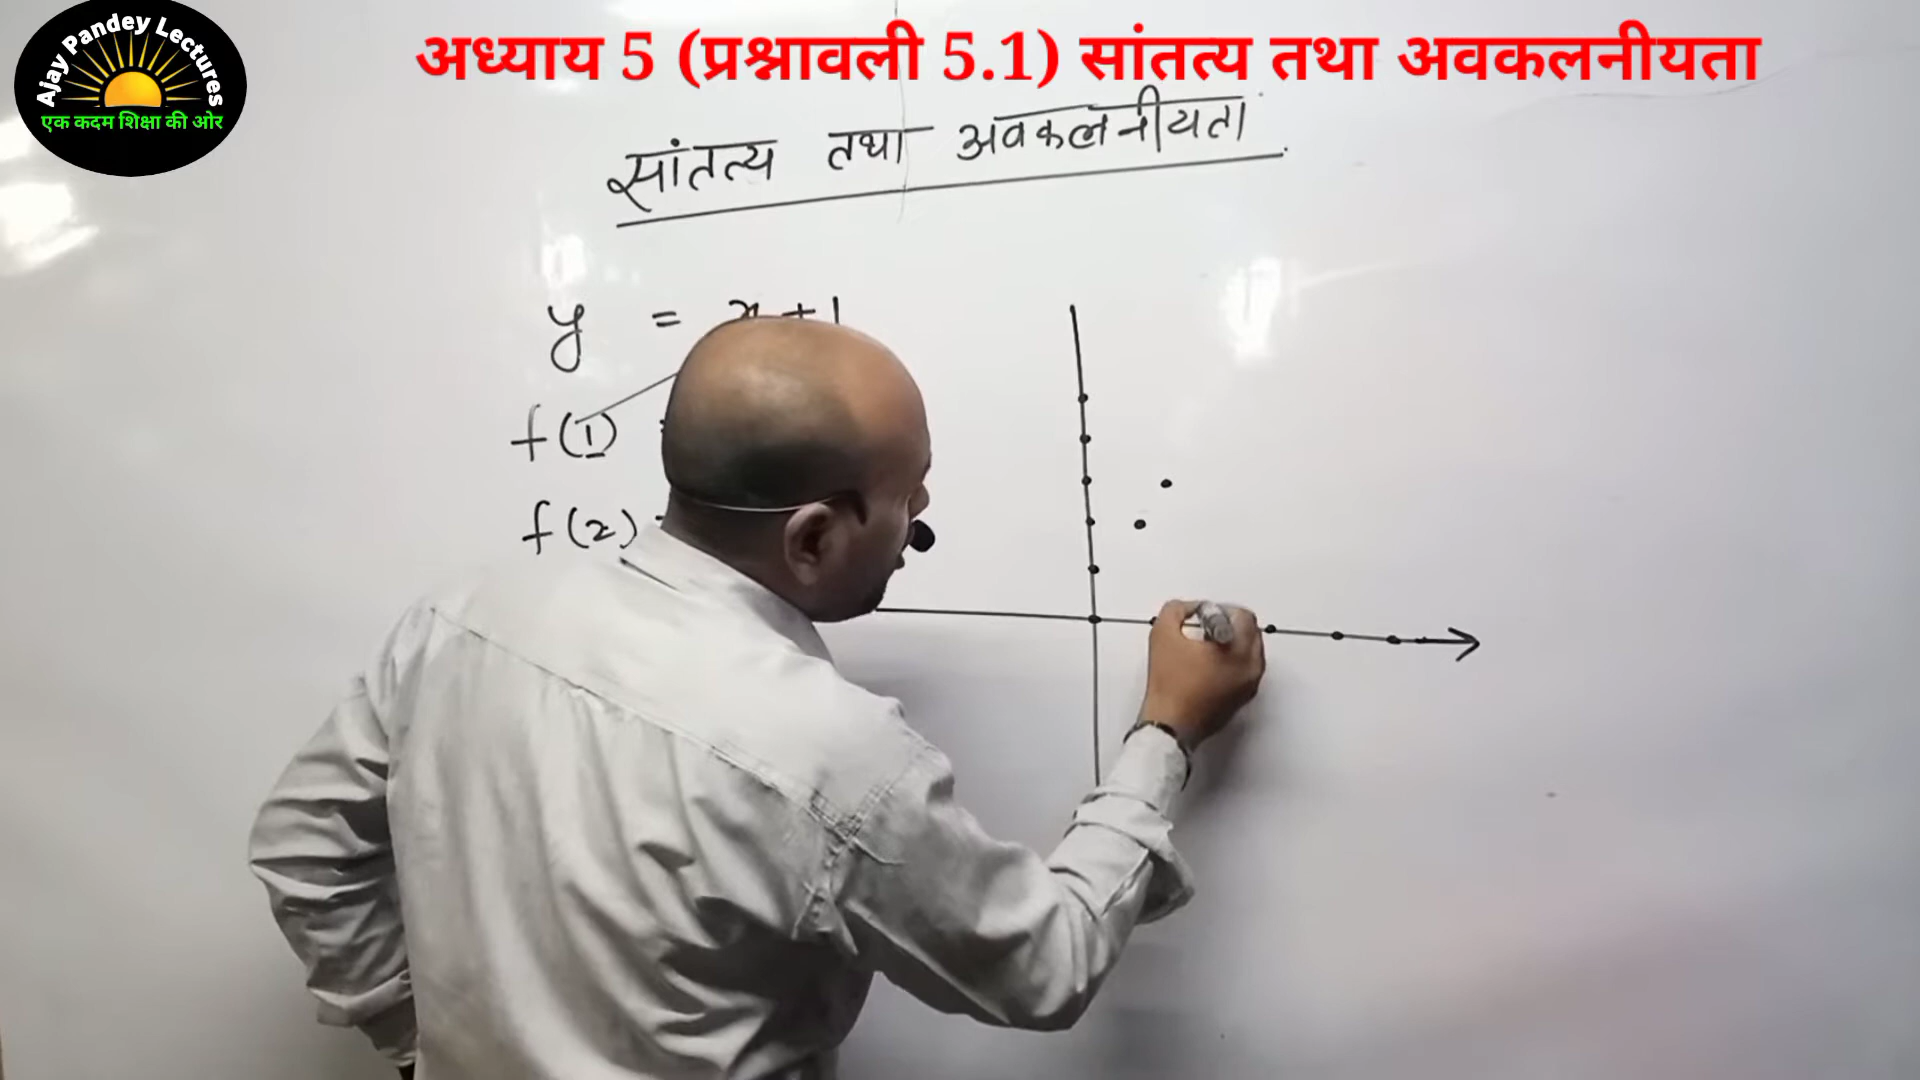 Ajay Pandey Lectures
एक कदम शिक्षा की ओर
अध्याय 5 (प्रश्नावली 5.1) सांतत्य तथा अवकलनीयता
सांतत्य तथा अवकलनीयता
y = x + 1
f(1)
f(2)